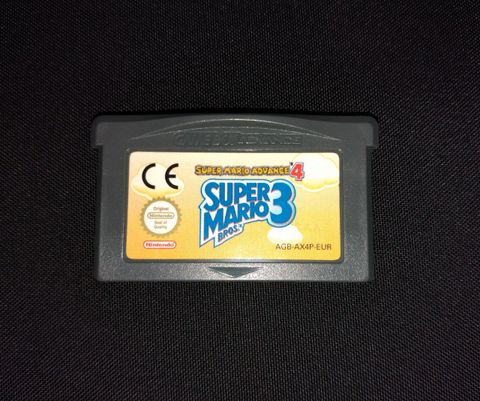 GAME BOY ADVANCE
CE
SUPER MARIO ADVANCE 4
SUPER
MARIO 3
BROS.™
Original
Nintendo
Seal of
Quality
Nintendo
AGB-AX4P-EUR